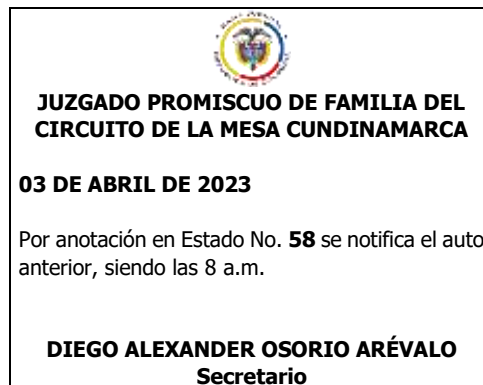 JUZGADO PROMISCUO DE FAMILIA DEL
CIRCUITO DE LA MESA CUNDINAMARCA
03 DE ABRIL DE 2023
Por anotación en Estado No. 58 se notifica el auto
anterior, siendo las 8 a.m.
DIEGO ALEXANDER OSORIO ARÉVALO
Secretario